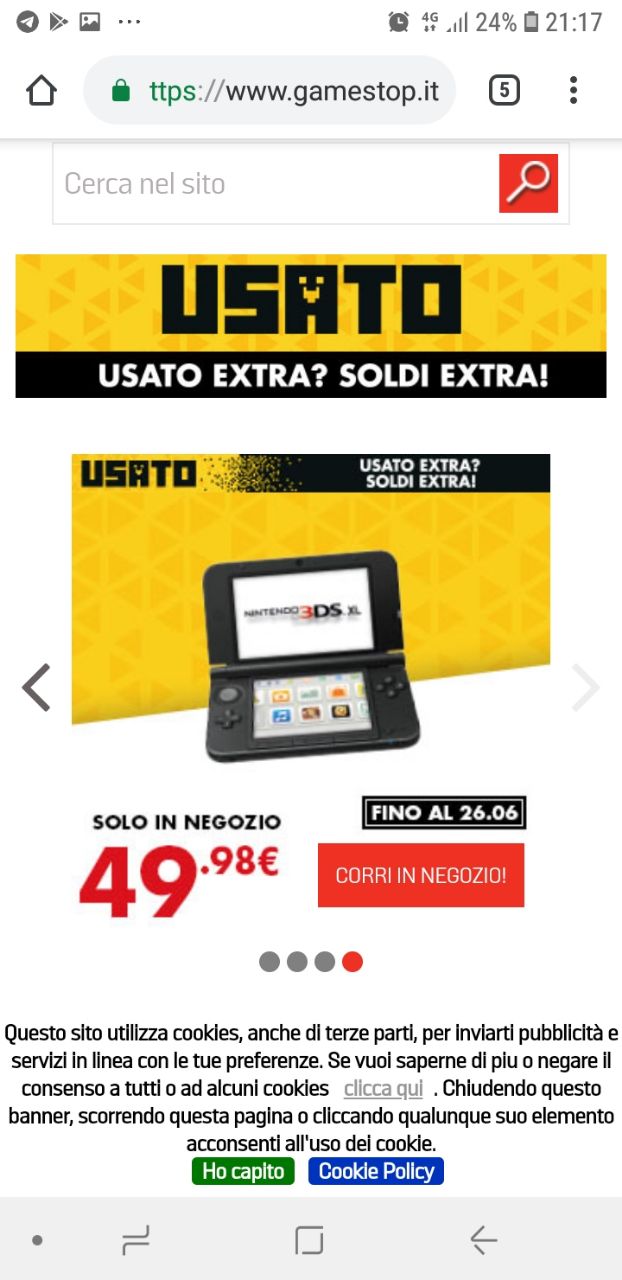 4G 24% 21:17
ttps://www.gamestop.it 5
Cerca nel sito
USATO
USATO EXTRA? SOLDI EXTRA!
USATO
USATO EXTRA?
SOLDI EXTRA!
NINTENDO 3DS XL
SOLO IN NEGOZIO
FINO AL 26.06
49.98€
CORRI IN NEGOZIO!
Questo sito utilizza cookies, anche di terze parti, per inviarti pubblicità e
servizi in linea con le tue preferenze. Se vuoi saperne di piu o negare il
consenso a tutti o ad alcuni cookies clicca qui . Chiudendo questo
banner, scorrendo questa pagina o cliccando qualunque suo elemento
acconsenti all'uso dei cookie.
Ho capito Cookie Policy